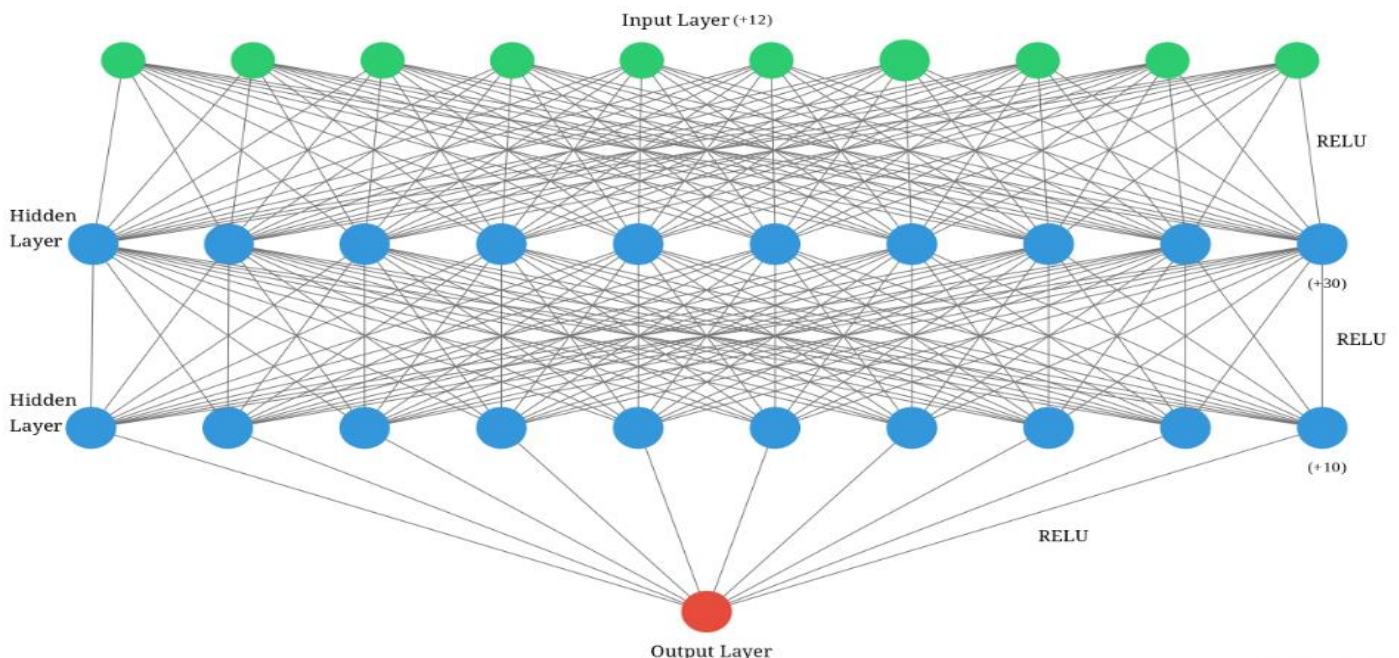 Input Layer (+12)
RELU
Hidden
Layer
(+30)
RELU
Hidden
Layer
(+10)
RELU
Output Layer